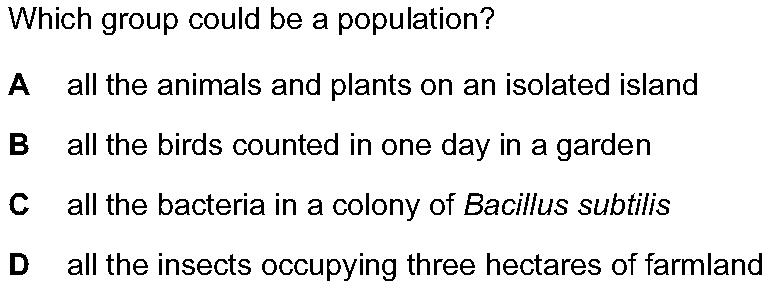 Which group could be a population?
A all the animals and plants on an isolated island
B all the birds counted in one day in a garden
C all the bacteria in a colony of Bacillus subtilis
D all the insects occupying three hectares of farmland